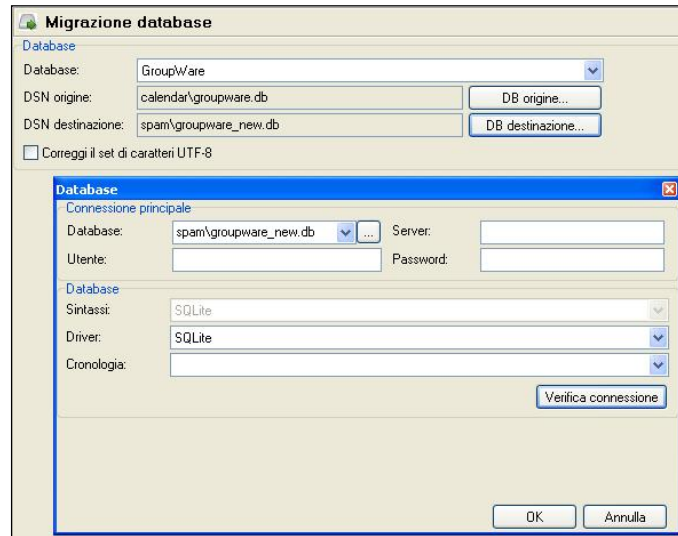 Migrazione database
Database
Database: GroupWare
DSN origine: calendar\groupware.db DB origine...
DSN destinazione: spam\groupware_new.db DB destinazione...
Correggi il set di caratteri UTF-8
Database
Connessione principale
Database: spam\groupware_new.db ... Server:
Utente: Password:
Database
Sintassi: SQLite
Driver: SQLite
Cronologia:
Verifica connessione
OK Annulla